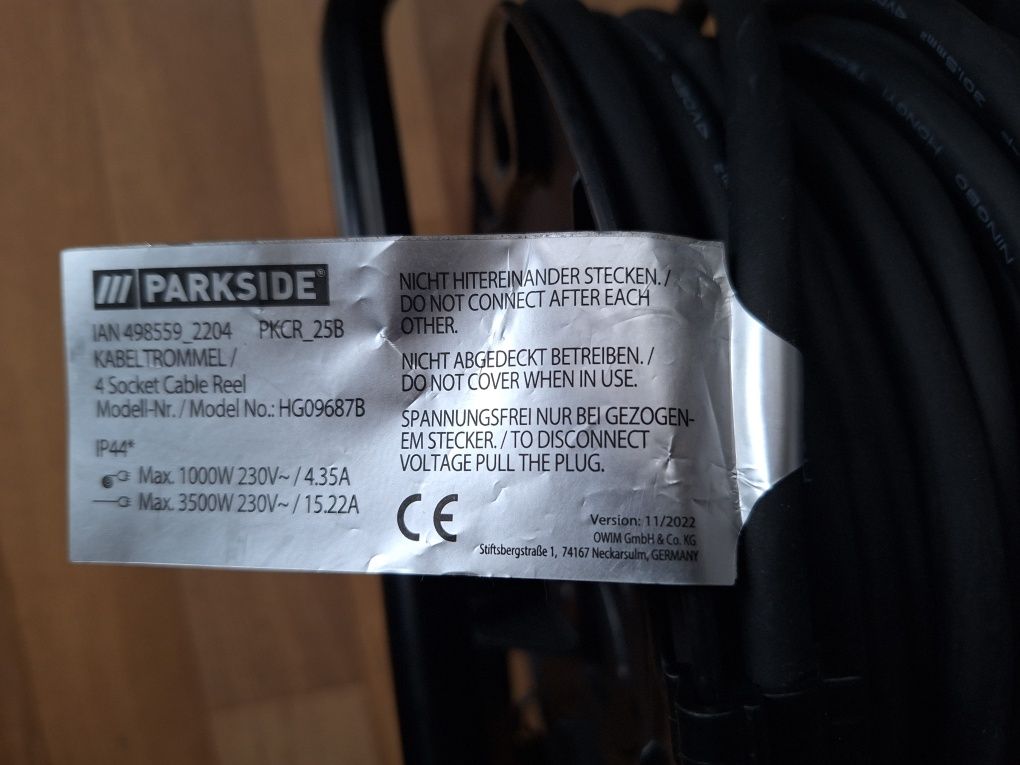 PARKSIDE®
IAN 498559_2204 PKCR_25B
KABELTROMMEL /
4 Socket Cable Reel
Modell-Nr. / Model No.: HG09687B
IP44*
Max. 1000W 230V~ / 4.35A
Max. 3500W 230V~ / 15.22A
NICHT HITEREINANDER STECKEN. /
DO NOT CONNECT AFTER EACH
OTHER.
NICHT ABGEDECKT BETREIBEN. /
DO NOT COVER WHEN IN USE.
SPANNUNGSFREI NUR BEI GEZOGEN-
EM STECKER. / TO DISCONNECT
VOLTAGE PULL THE PLUG.
CE
Version: 11/2022
OWIM GmbH & Co. KG
Stiftsbergstraße 1, 74167 Neckarsulm, GERMANY
NINGBO HONGYI